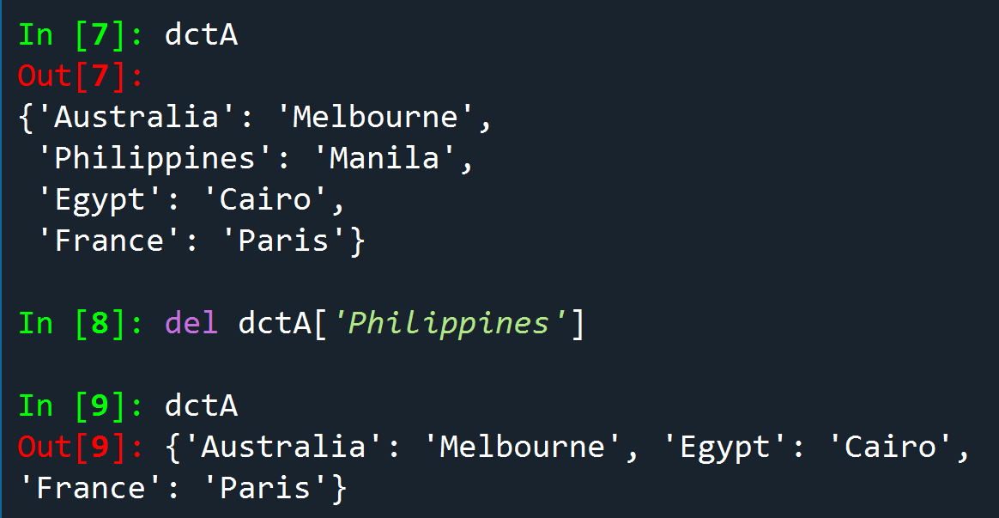 In [7]: dctA
Out[7]:
{'Australia': 'Melbourne',
 'Philippines': 'Manila',
 'Egypt': 'Cairo',
 'France': 'Paris'}
In [8]: del dctA['Philippines']
In [9]: dctA
Out[9]: {'Australia': 'Melbourne', 'Egypt': 'Cairo',
'France': 'Paris'}